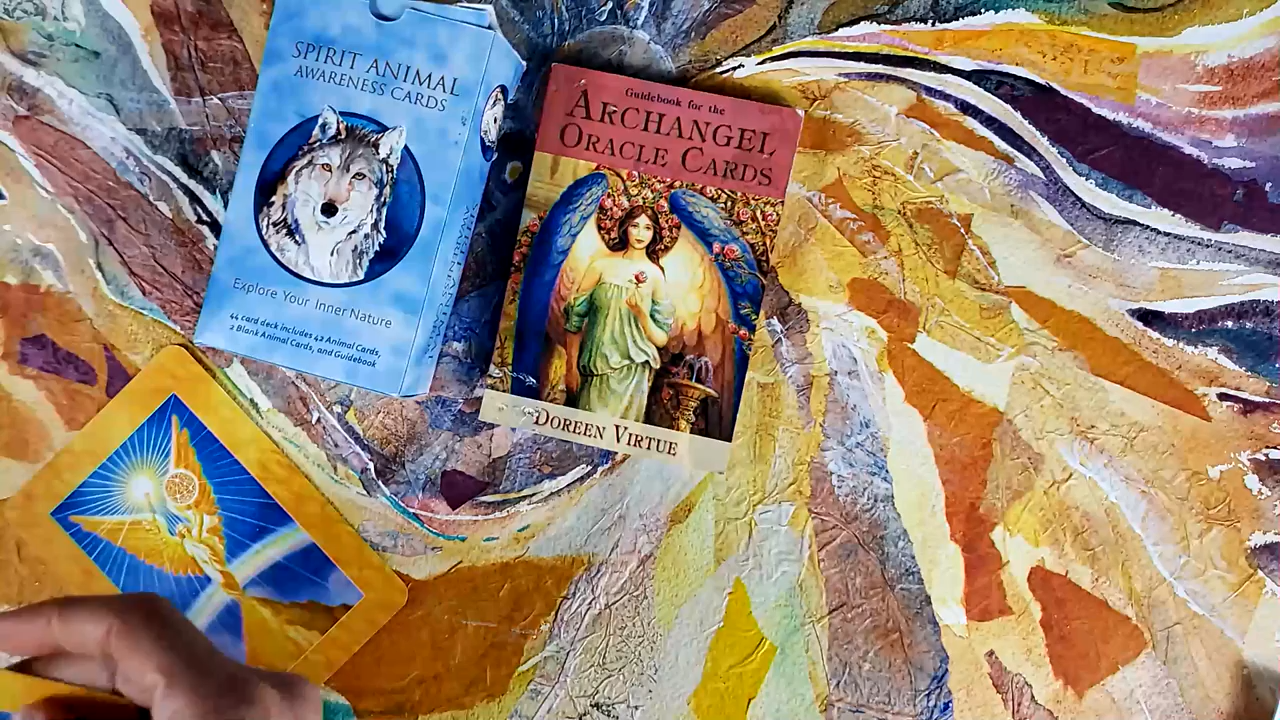 SPIRIT ANIMAL
AWARENESS CARDS
Explore Your Inner Nature
44 card deck includes 42 Animal Cards,
2 Blank Animal Cards, and Guidebook
Guidebook for the
ARCHANGEL
ORACLE CARDS
DOREEN VIRTUE